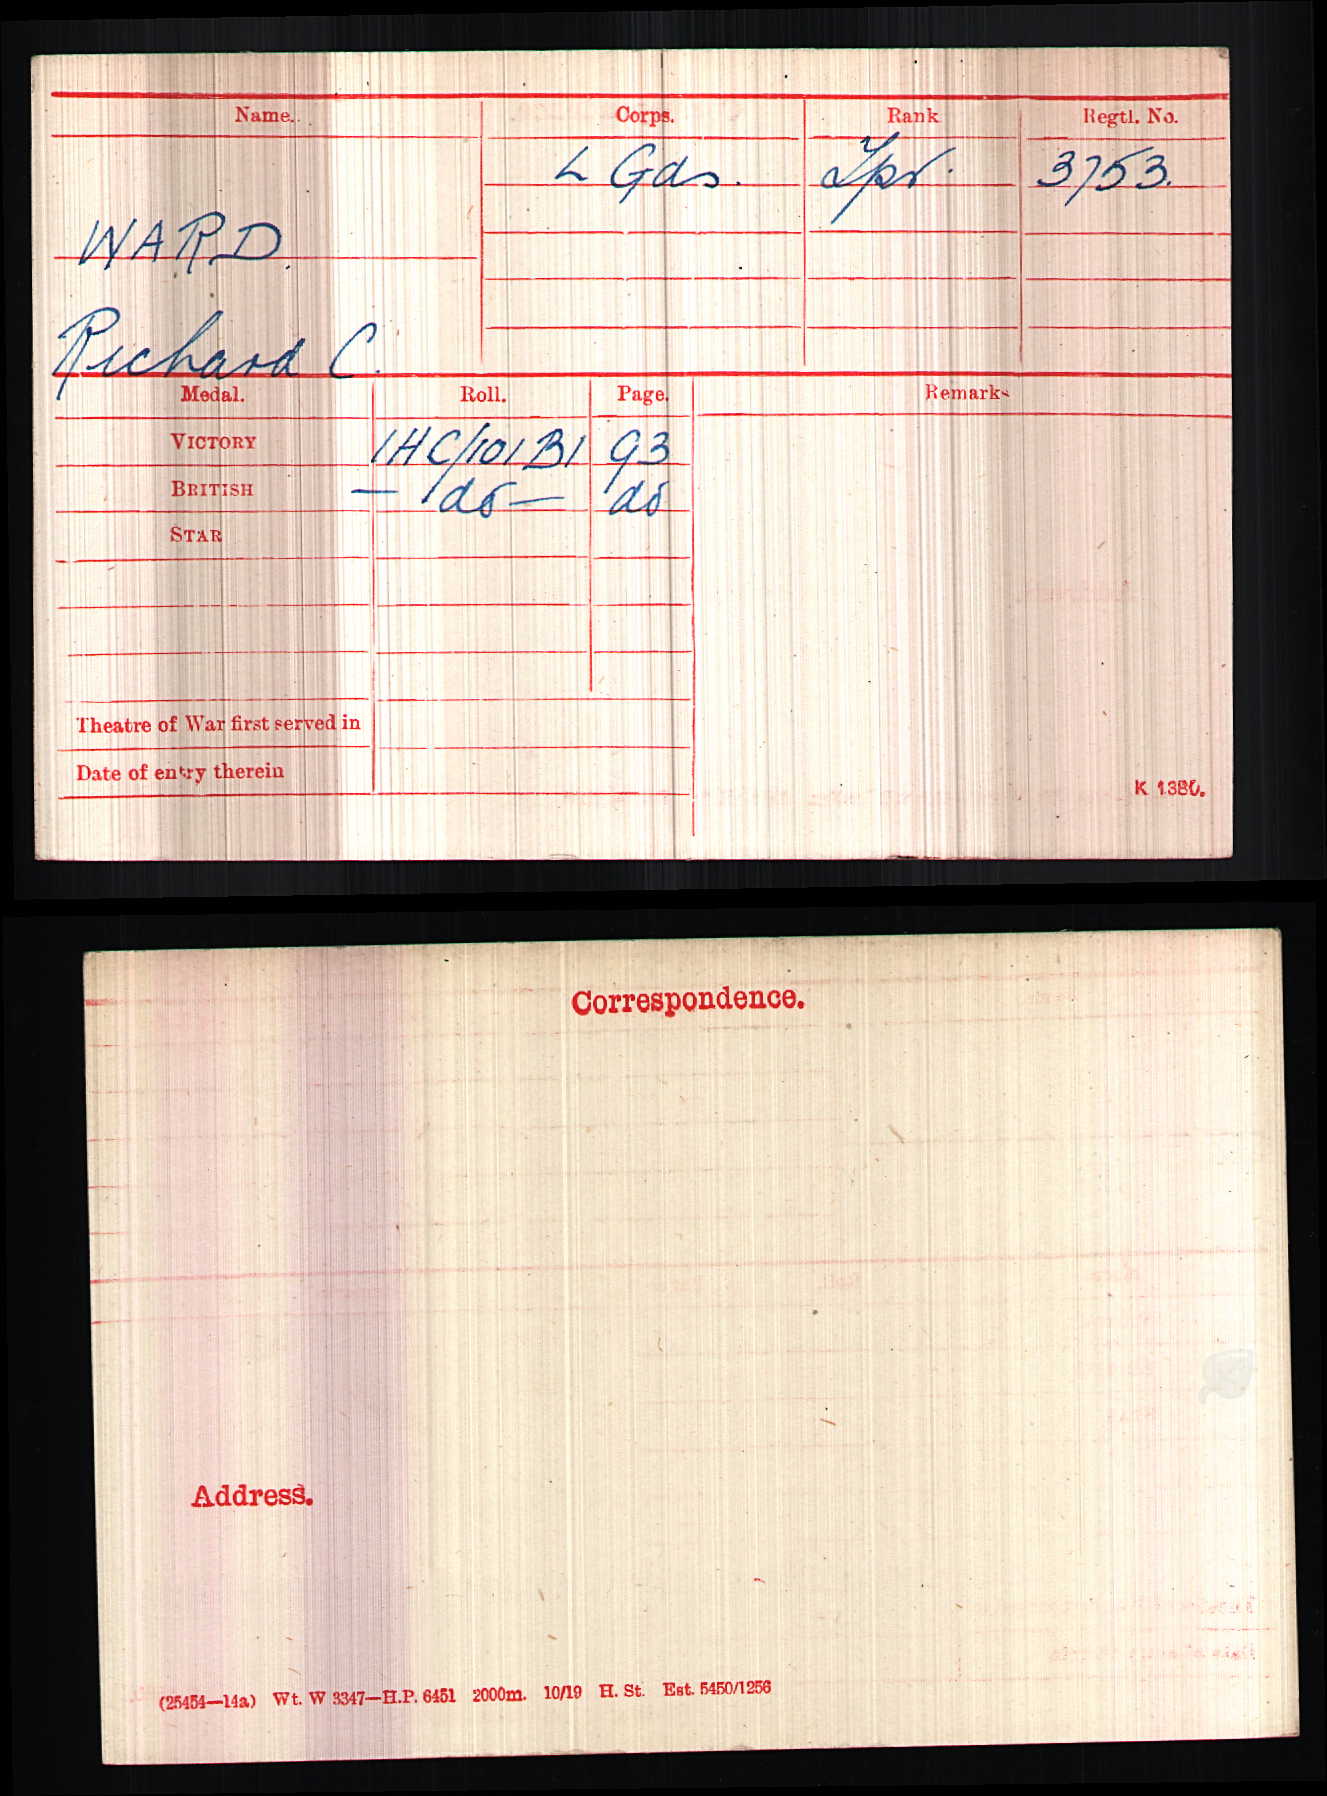 Name. Corps. Rank Regtl. No.
L Gds. Tpr. 3753.
WARD.
Richard C.
Medal. Roll. Page. Remarks
VICTORY 1HC/101B1 93
BRITISH — do — do
STAR
Theatre of War first served in
Date of entry therein
K 1380.
Correspondence.
Address.
(25454—14a) Wt. W 3347—H.P. 6451 2000m. 10/19 H. St. Est. 5450/1256